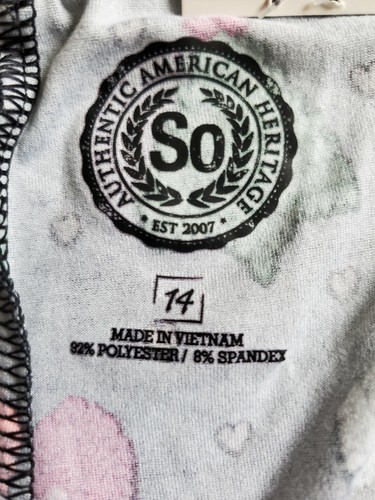 AUTHENTIC AMERICAN HERITAGE
So
* EST 2007 *
14
MADE IN VIETNAM
92% POLYESTER / 8% SPANDEX